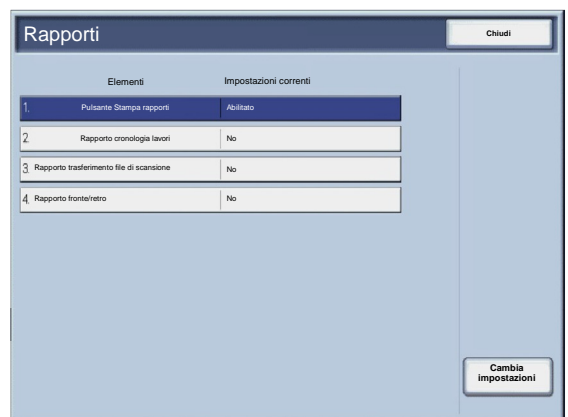 Rapporti
Chiudi
Elementi Impostazioni correnti
1. Pulsante Stampa rapporti Abilitato
2. Rapporto cronologia lavori No
3. Rapporto trasferimento file di scansione No
4. Rapporto fronte/retro No
Cambia
impostazioni